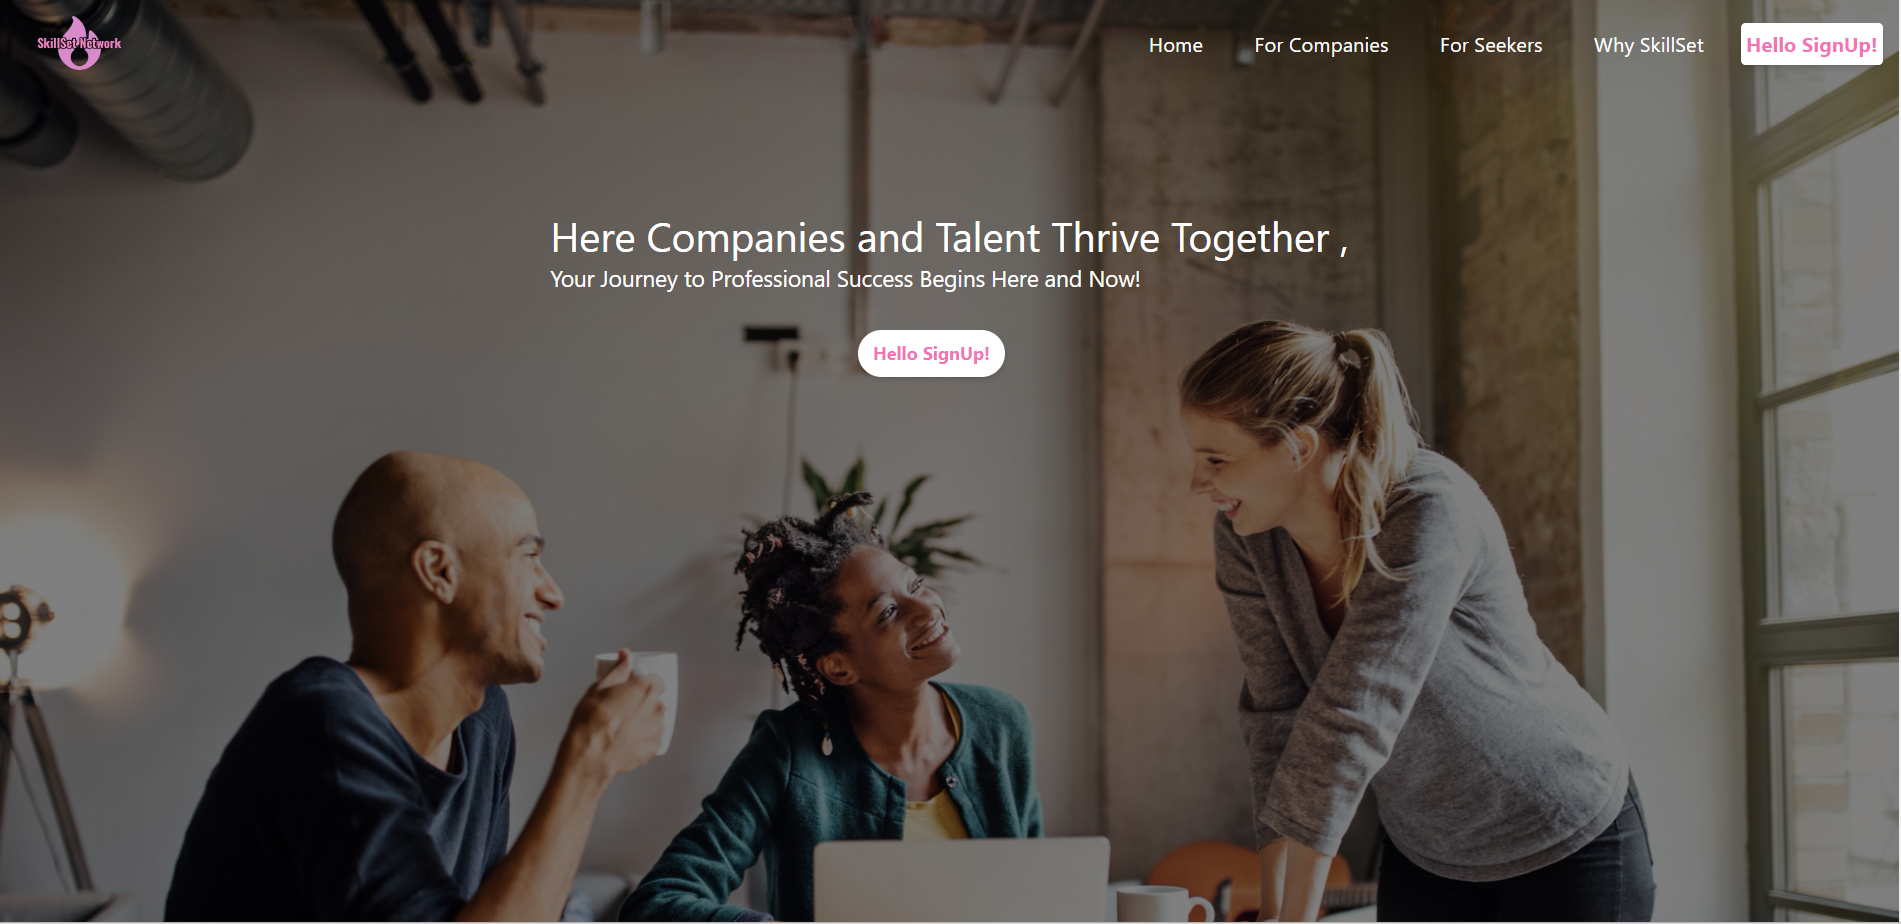 SkillSet Network
Home
For Companies
For Seekers
Why SkillSet
Hello SignUp!
Here Companies and Talent Thrive Together ,
Your Journey to Professional Success Begins Here and Now!
Hello SignUp!